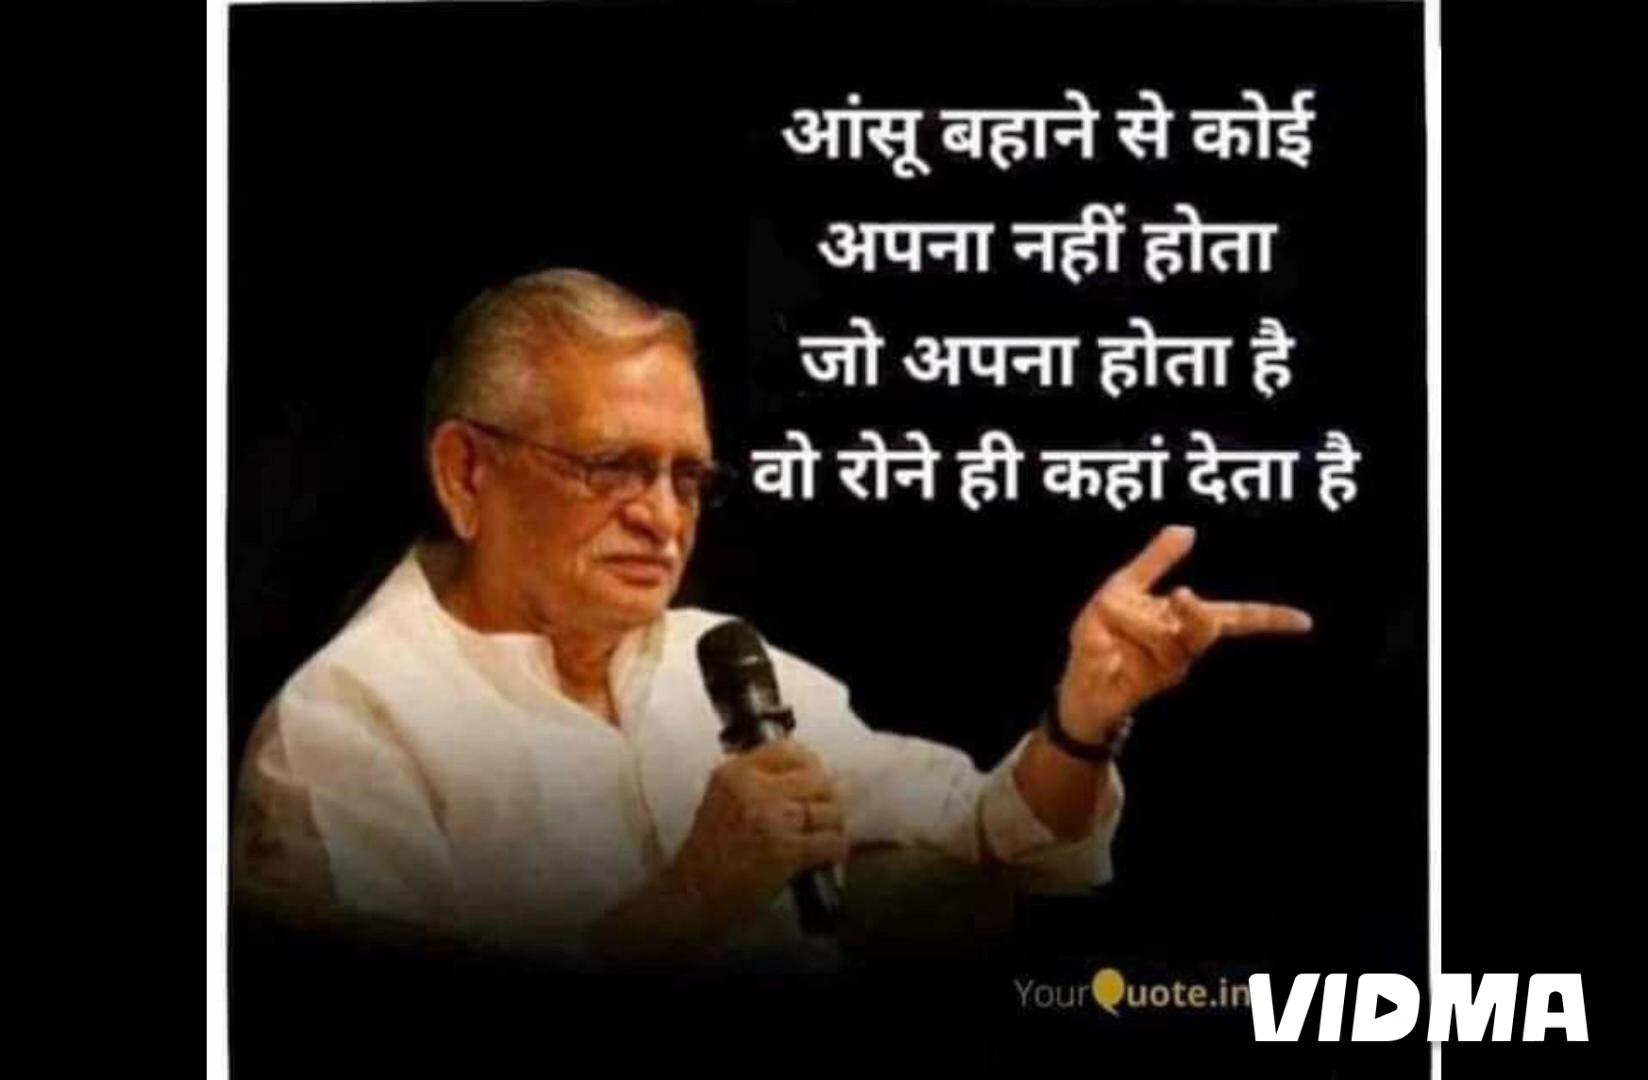 आंसू बहाने से कोई
अपना नहीं होता
जो अपना होता है
वो रोने ही कहां देता है
YourQuote.in
VIDMA